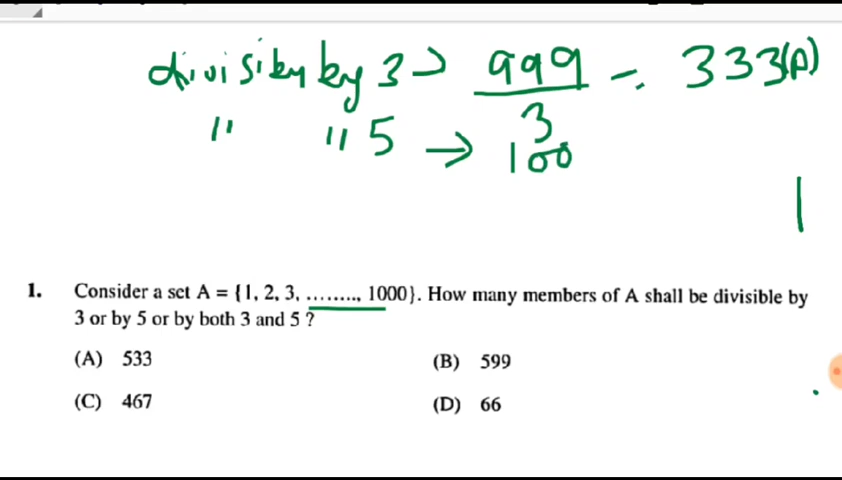 divisiby by 3 → 999 - 333(A)
3
" " 5 → 100
1
1. Consider a set A = {1, 2, 3, ........, 1000}. How many members of A shall be divisible by
3 or by 5 or by both 3 and 5 ?
(A) 533 (B) 599
(C) 467 (D) 66